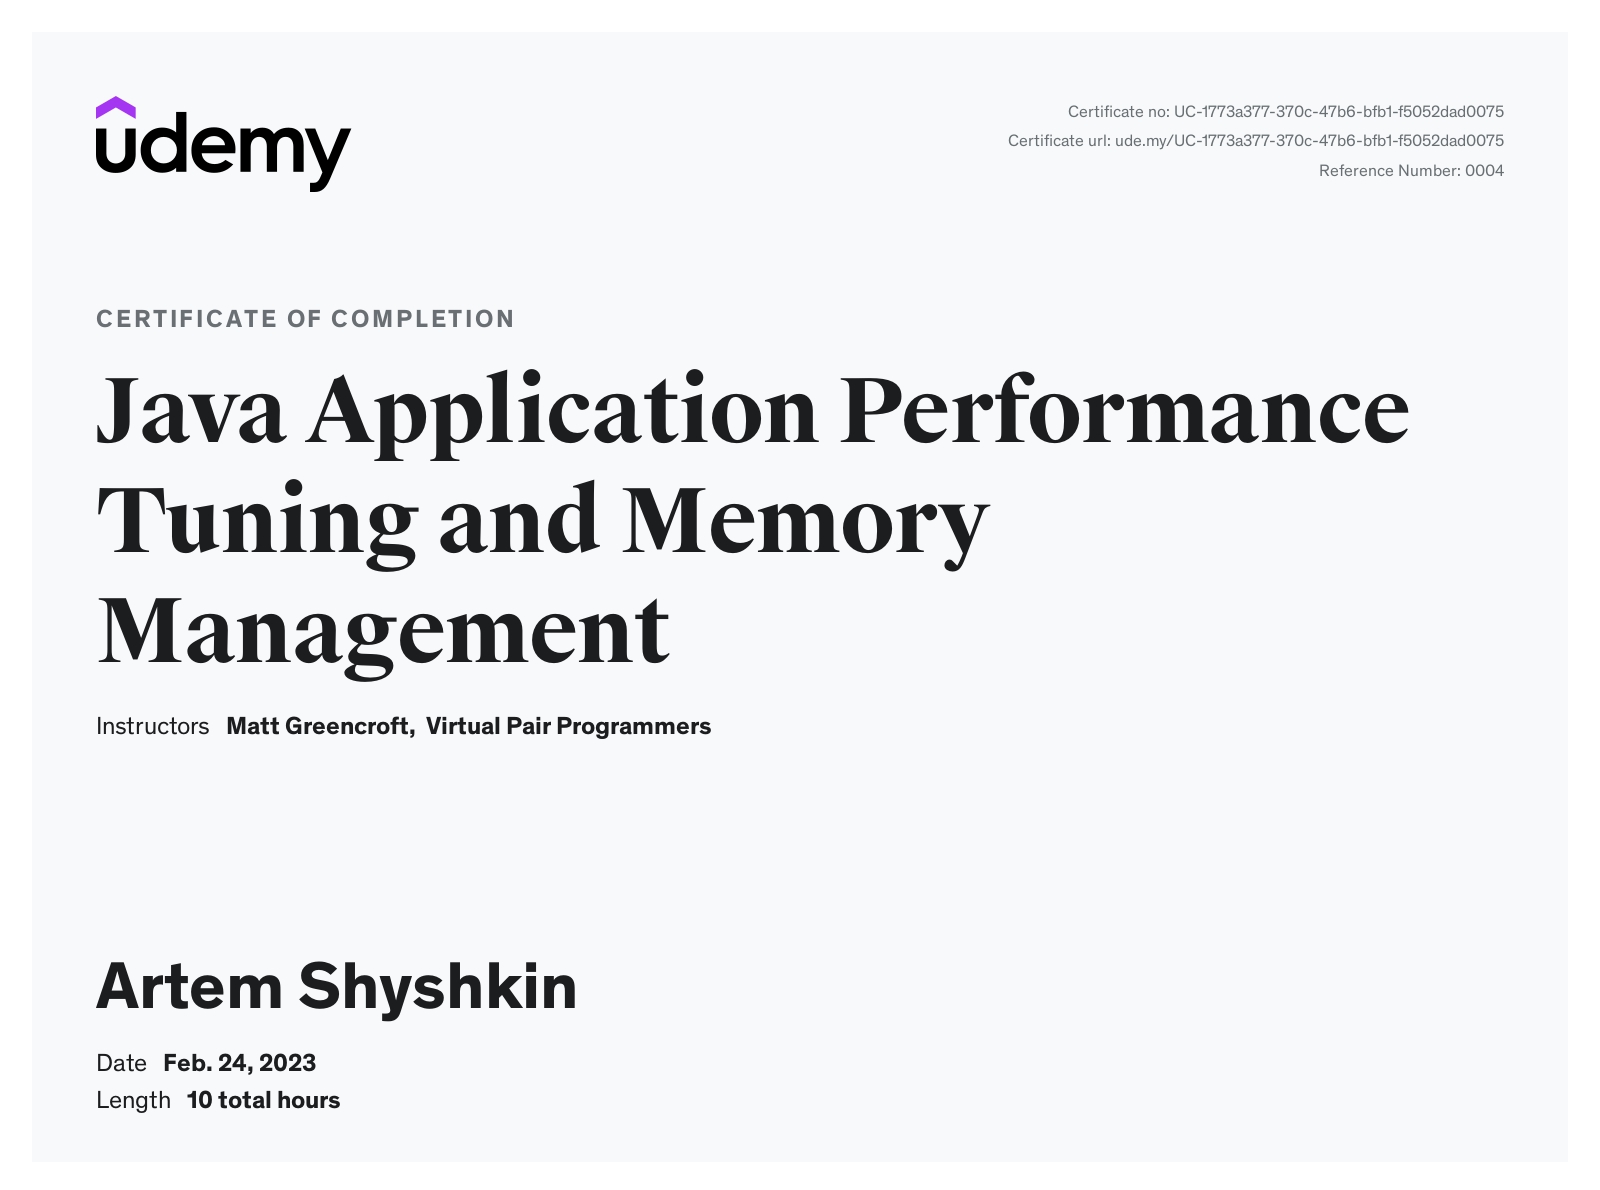 udemy
Certificate no: UC-1773a377-370c-47b6-bfb1-f5052dad0075
Certificate url: ude.my/UC-1773a377-370c-47b6-bfb1-f5052dad0075
Reference Number: 0004
CERTIFICATE OF COMPLETION
Java Application Performance
Tuning and Memory
Management
Instructors Matt Greencroft, Virtual Pair Programmers
Artem Shyshkin
Date Feb. 24, 2023
Length 10 total hours